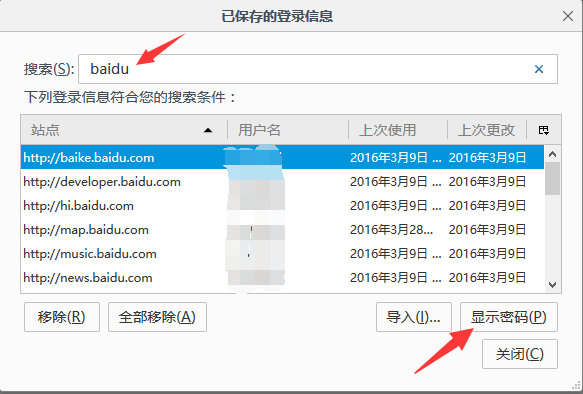 已保存的登录信息
搜索(S): baidu
下列登录信息符合您的搜索条件：
站点 用户名 上次使用 上次更改
http://baike.baidu.com 2016年3月9日 ... 2016年3月9日
http://developer.baidu.com 2016年3月9日 ... 2016年3月9日
http://hi.baidu.com 2016年3月9日 ... 2016年3月9日
http://map.baidu.com 2016年3月28... 2016年3月9日
http://music.baidu.com 2016年3月9日 ... 2016年3月9日
http://news.baidu.com 2016年3月9日 ... 2016年3月9日
移除(R) 全部移除(A) 导入(I)... 显示密码(P)
关闭(C)